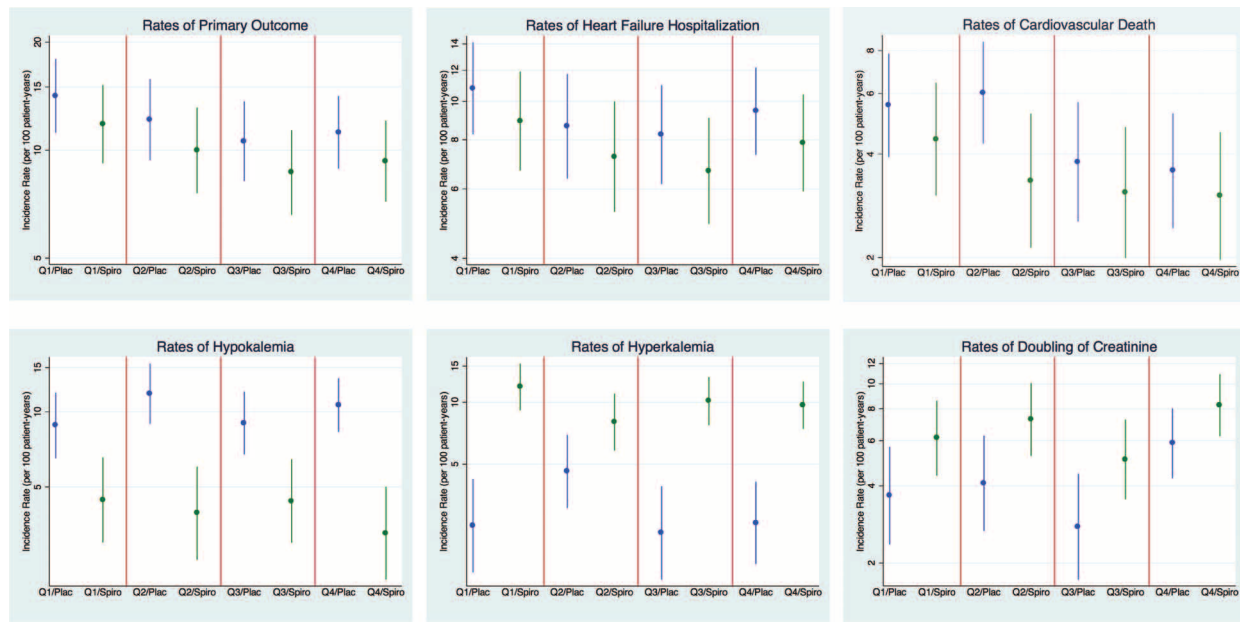 Rates of Primary Outcome
Incidence Rate (per 100 patient-years)
20
15
10
5
Q1/Plac Q1/Spiro Q2/Plac Q2/Spiro Q3/Plac Q3/Spiro Q4/Plac Q4/Spiro
Rates of Heart Failure Hospitalization
Incidence Rate (per 100 patient-years)
14
12
10
8
6
4
Q1/Plac Q1/Spiro Q2/Plac Q2/Spiro Q3/Plac Q3/Spiro Q4/Plac Q4/Spiro
Rates of Cardiovascular Death
Incidence Rate (per 100 patient-years)
8
6
4
2
Q1/Plac Q1/Spiro Q2/Plac Q2/Spiro Q3/Plac Q3/Spiro Q4/Plac Q4/Spiro
Rates of Hypokalemia
Incidence Rate (per 100 patient-years)
15
10
5
Q1/Plac Q1/Spiro Q2/Plac Q2/Spiro Q3/Plac Q3/Spiro Q4/Plac Q4/Spiro
Rates of Hyperkalemia
Incidence Rate (per 100 patient-years)
15
10
5
Q1/Plac Q1/Spiro Q2/Plac Q2/Spiro Q3/Plac Q3/Spiro Q4/Plac Q4/Spiro
Rates of Doubling of Creatinine
Incidence Rate (per 100 patient-years)
12
10
8
6
4
2
Q1/Plac Q1/Spiro Q2/Plac Q2/Spiro Q3/Plac Q3/Spiro Q4/Plac Q4/Spiro